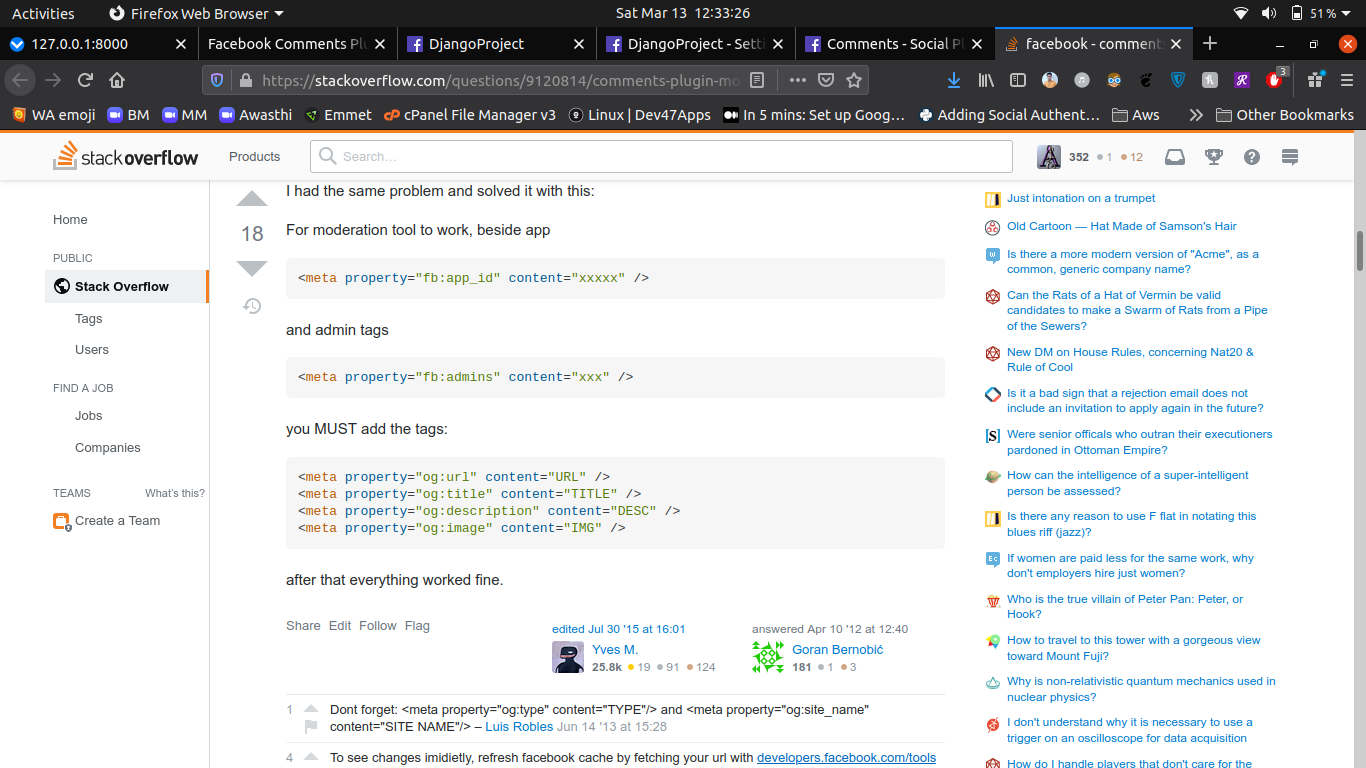 Activities Firefox Web Browser Sat Mar 13 12:33:26 51%
127.0.0.1:8000 Facebook Comments Plu DjangoProject DjangoProject - Setti Comments - Social Pl facebook - comments
https://stackoverflow.com/questions/9120814/comments-plugin-mo 3
WA emoji BM MM Awasthi Emmet cPanel File Manager v3 Linux | Dev47Apps In 5 mins: Set up Goog... Adding Social Authent... Aws Other Bookmarks
stackoverflow Products Search... 352 1 12
Home
PUBLIC
Stack Overflow
Tags
Users
FIND A JOB
Jobs
Companies
TEAMS What's this?
Create a Team
18
I had the same problem and solved it with this:
For moderation tool to work, beside app
<meta property="fb:app_id" content="xxxxx" />
and admin tags
<meta property="fb:admins" content="xxx" />
you MUST add the tags:
<meta property="og:url" content="URL" />
<meta property="og:title" content="TITLE" />
<meta property="og:description" content="DESC" />
<meta property="og:image" content="IMG" />
after that everything worked fine.
Share Edit Follow Flag
edited Jul 30 '15 at 16:01
Yves M.
25.8k 19 91 124
answered Apr 10 '12 at 12:40
Goran Bernobić
181 1 3
1 Dont forget: <meta property="og:type" content="TYPE"/> and <meta property="og:site_name"
content="SITE NAME"/> – Luis Robles Jun 14 '13 at 15:28
4 To see changes imidietly, refresh facebook cache by fetching your url with developers.facebook.com/tools
Just intonation on a trumpet
Old Cartoon — Hat Made of Samson's Hair
Is there a more modern version of "Acme", as a
common, generic company name?
Can the Rats of a Hat of Vermin be valid
candidates to make a Swarm of Rats from a Pipe
of the Sewers?
New DM on House Rules, concerning Nat20 &
Rule of Cool
Is it a bad sign that a rejection email does not
include an invitation to apply again in the future?
Were senior officals who outran their executioners
pardoned in Ottoman Empire?
How can the intelligence of a super-intelligent
person be assessed?
Is there any reason to use F flat in notating this
blues riff (jazz)?
If women are paid less for the same work, why
don't employers hire just women?
Who is the true villain of Peter Pan: Peter, or
Hook?
How to travel to this tower with a gorgeous view
toward Mount Fuji?
Why is non-relativistic quantum mechanics used in
nuclear physics?
I don't understand why it is necessary to use a
trigger on an oscilloscope for data acquisition
How do I handle players that don't care for the